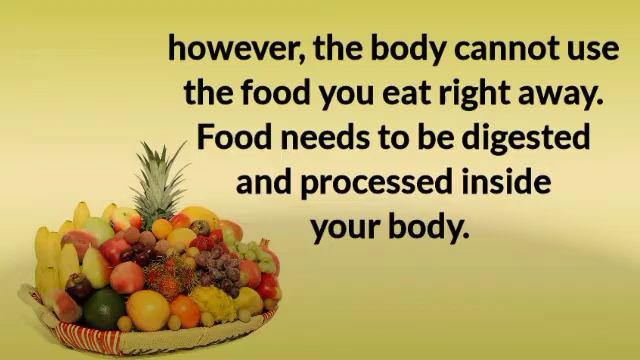 however, the body cannot use
the food you eat right away.
Food needs to be digested
and processed inside
your body.